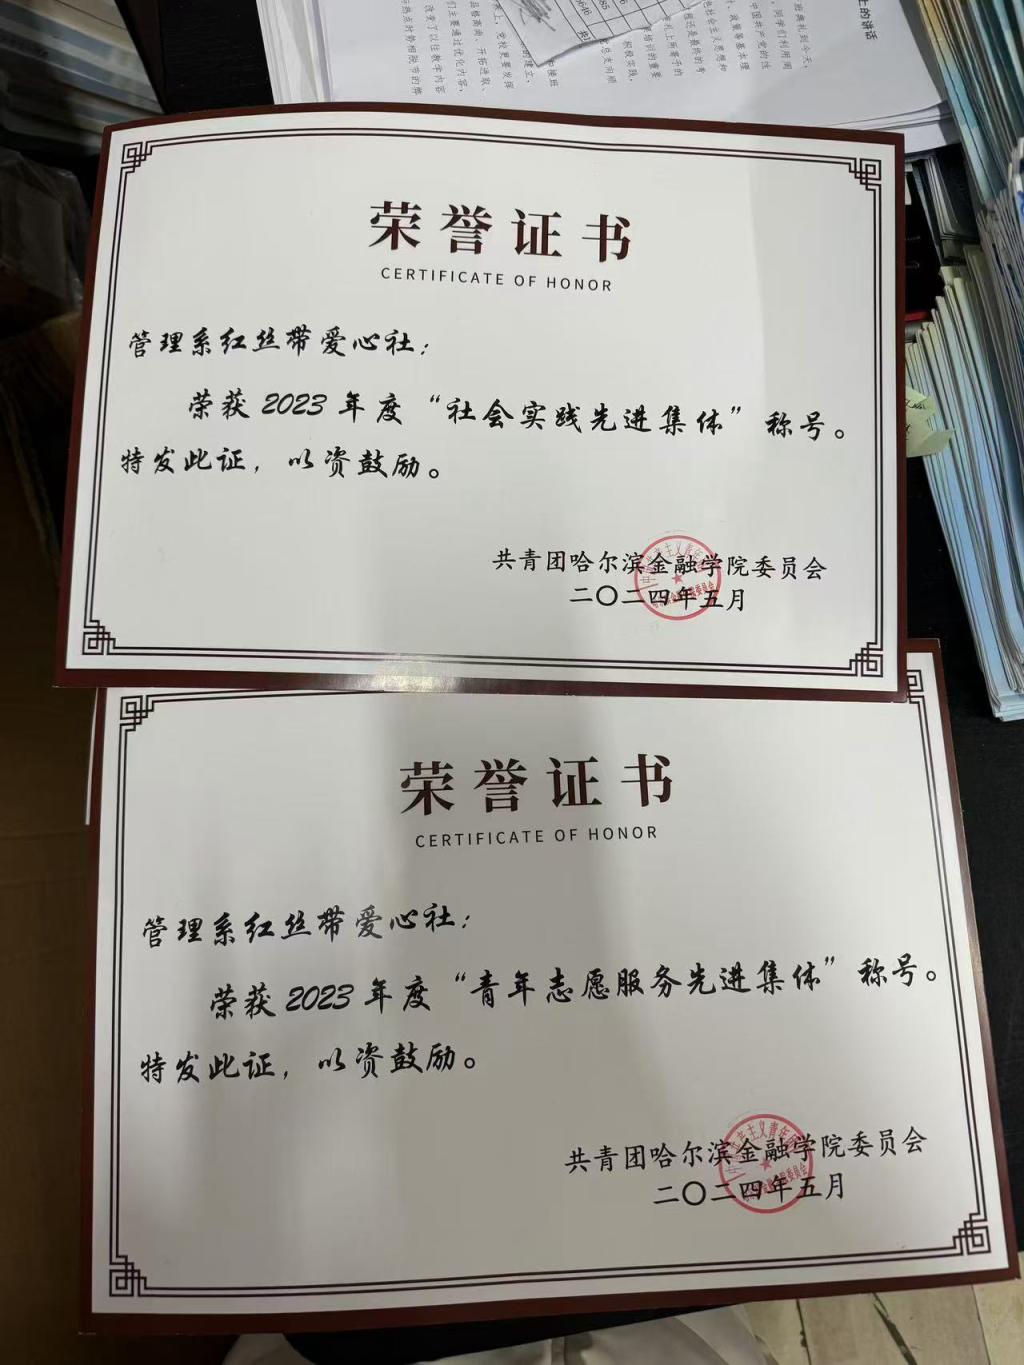 上的讲话
荣誉证书
CERTIFICATE OF HONOR
管理系红丝带爱心社：
荣获2023年度“社会实践先进集体”称号。
特发此证，以资鼓励。
共青团哈尔滨金融学院委员会
二〇二四年五月
荣誉证书
CERTIFICATE OF HONOR
管理系红丝带爱心社：
荣获2023年度“青年志愿服务先进集体”称号。
特发此证，以资鼓励。
共青团哈尔滨金融学院委员会
二〇二四年五月